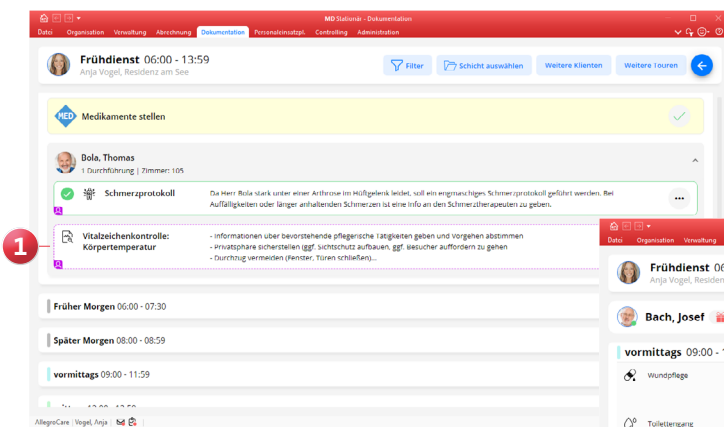 MD Stationär - Dokumentation
Datei Organisation Verwaltung Abrechnung Dokumentation Personaleinsatzpl. Controlling Administration
Frühdienst 06:00 - 13:59
Anja Vogel, Residenz am See
Filter Schicht auswählen Weitere Klienten Weitere Touren
MED Medikamente stellen
Bola, Thomas
1 Durchführung | Zimmer: 105
Schmerzprotokoll
Da Herr Bola stark unter einer Arthrose im Hüftgelenk leidet, soll ein engmaschiges Schmerzprotokoll geführt werden. Bei
Auffälligkeiten oder länger anhaltenden Schmerzen ist eine Info an den Schmerztherapeuten zu geben.
1
Vitalzeichenkontrolle:
Körpertemperatur
- Informationen über bevorstehende pflegerische Tätigkeiten geben und Vorgehen abstimmen
- Privatsphäre sicherstellen (ggf. Sichtschutz aufbauen, ggf. Besucher auffordern zu gehen
- Durchzug vermeiden (Fenster, Türen schließen)...
Früher Morgen 06:00 - 07:30
Später Morgen 08:00 - 08:59
vormittags 09:00 - 11:59
AllegroCare | Vogel, Anja
Datei Organisation Verwaltung
Frühdienst 06
Anja Vogel, Residen
Bach, Josef
vormittags 09:00 - 
Wundpflege
Toilettengang